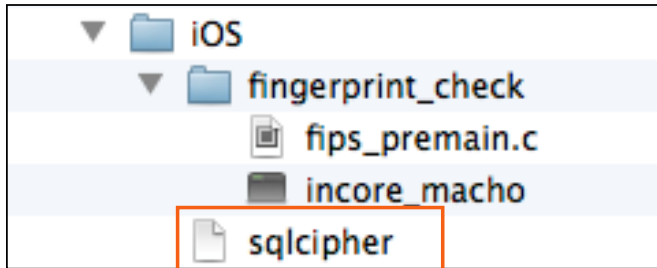 iOS
fingerprint_check
fips_premain.c
incore_macho
sqlcipher